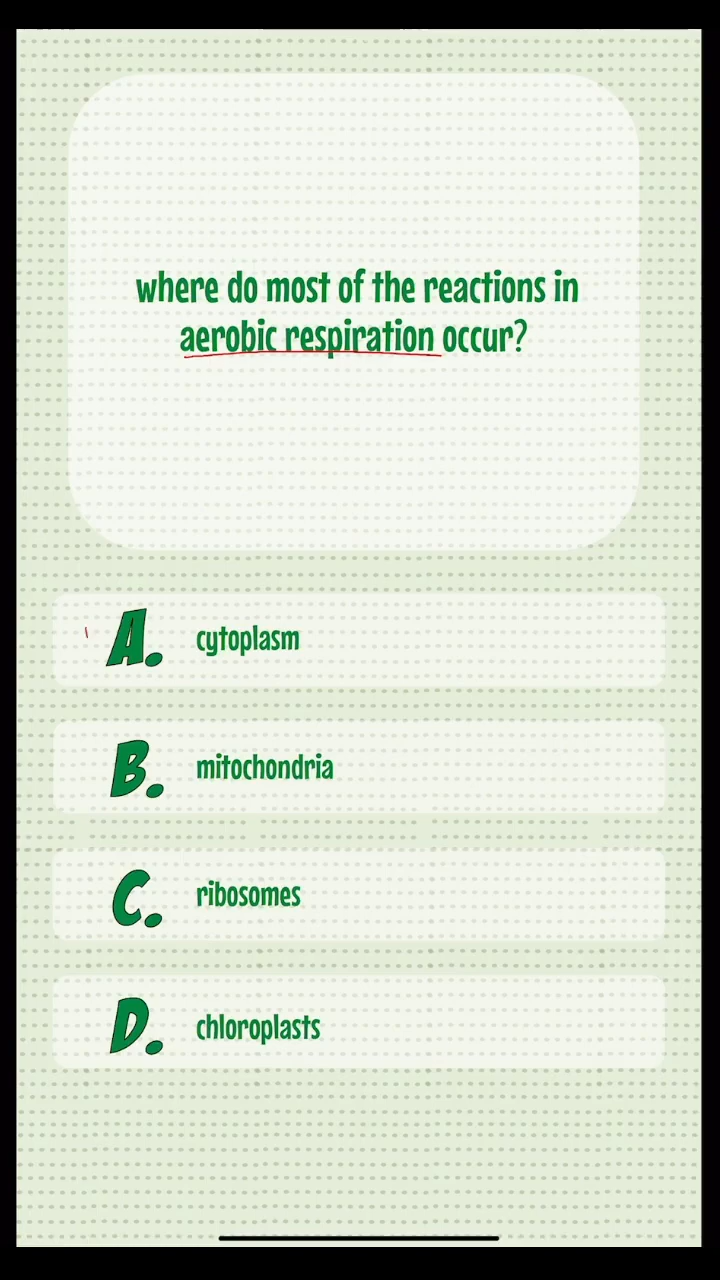 where do most of the reactions in
aerobic respiration occur?
A. cytoplasm
B. mitochondria
C. ribosomes
D. chloroplasts